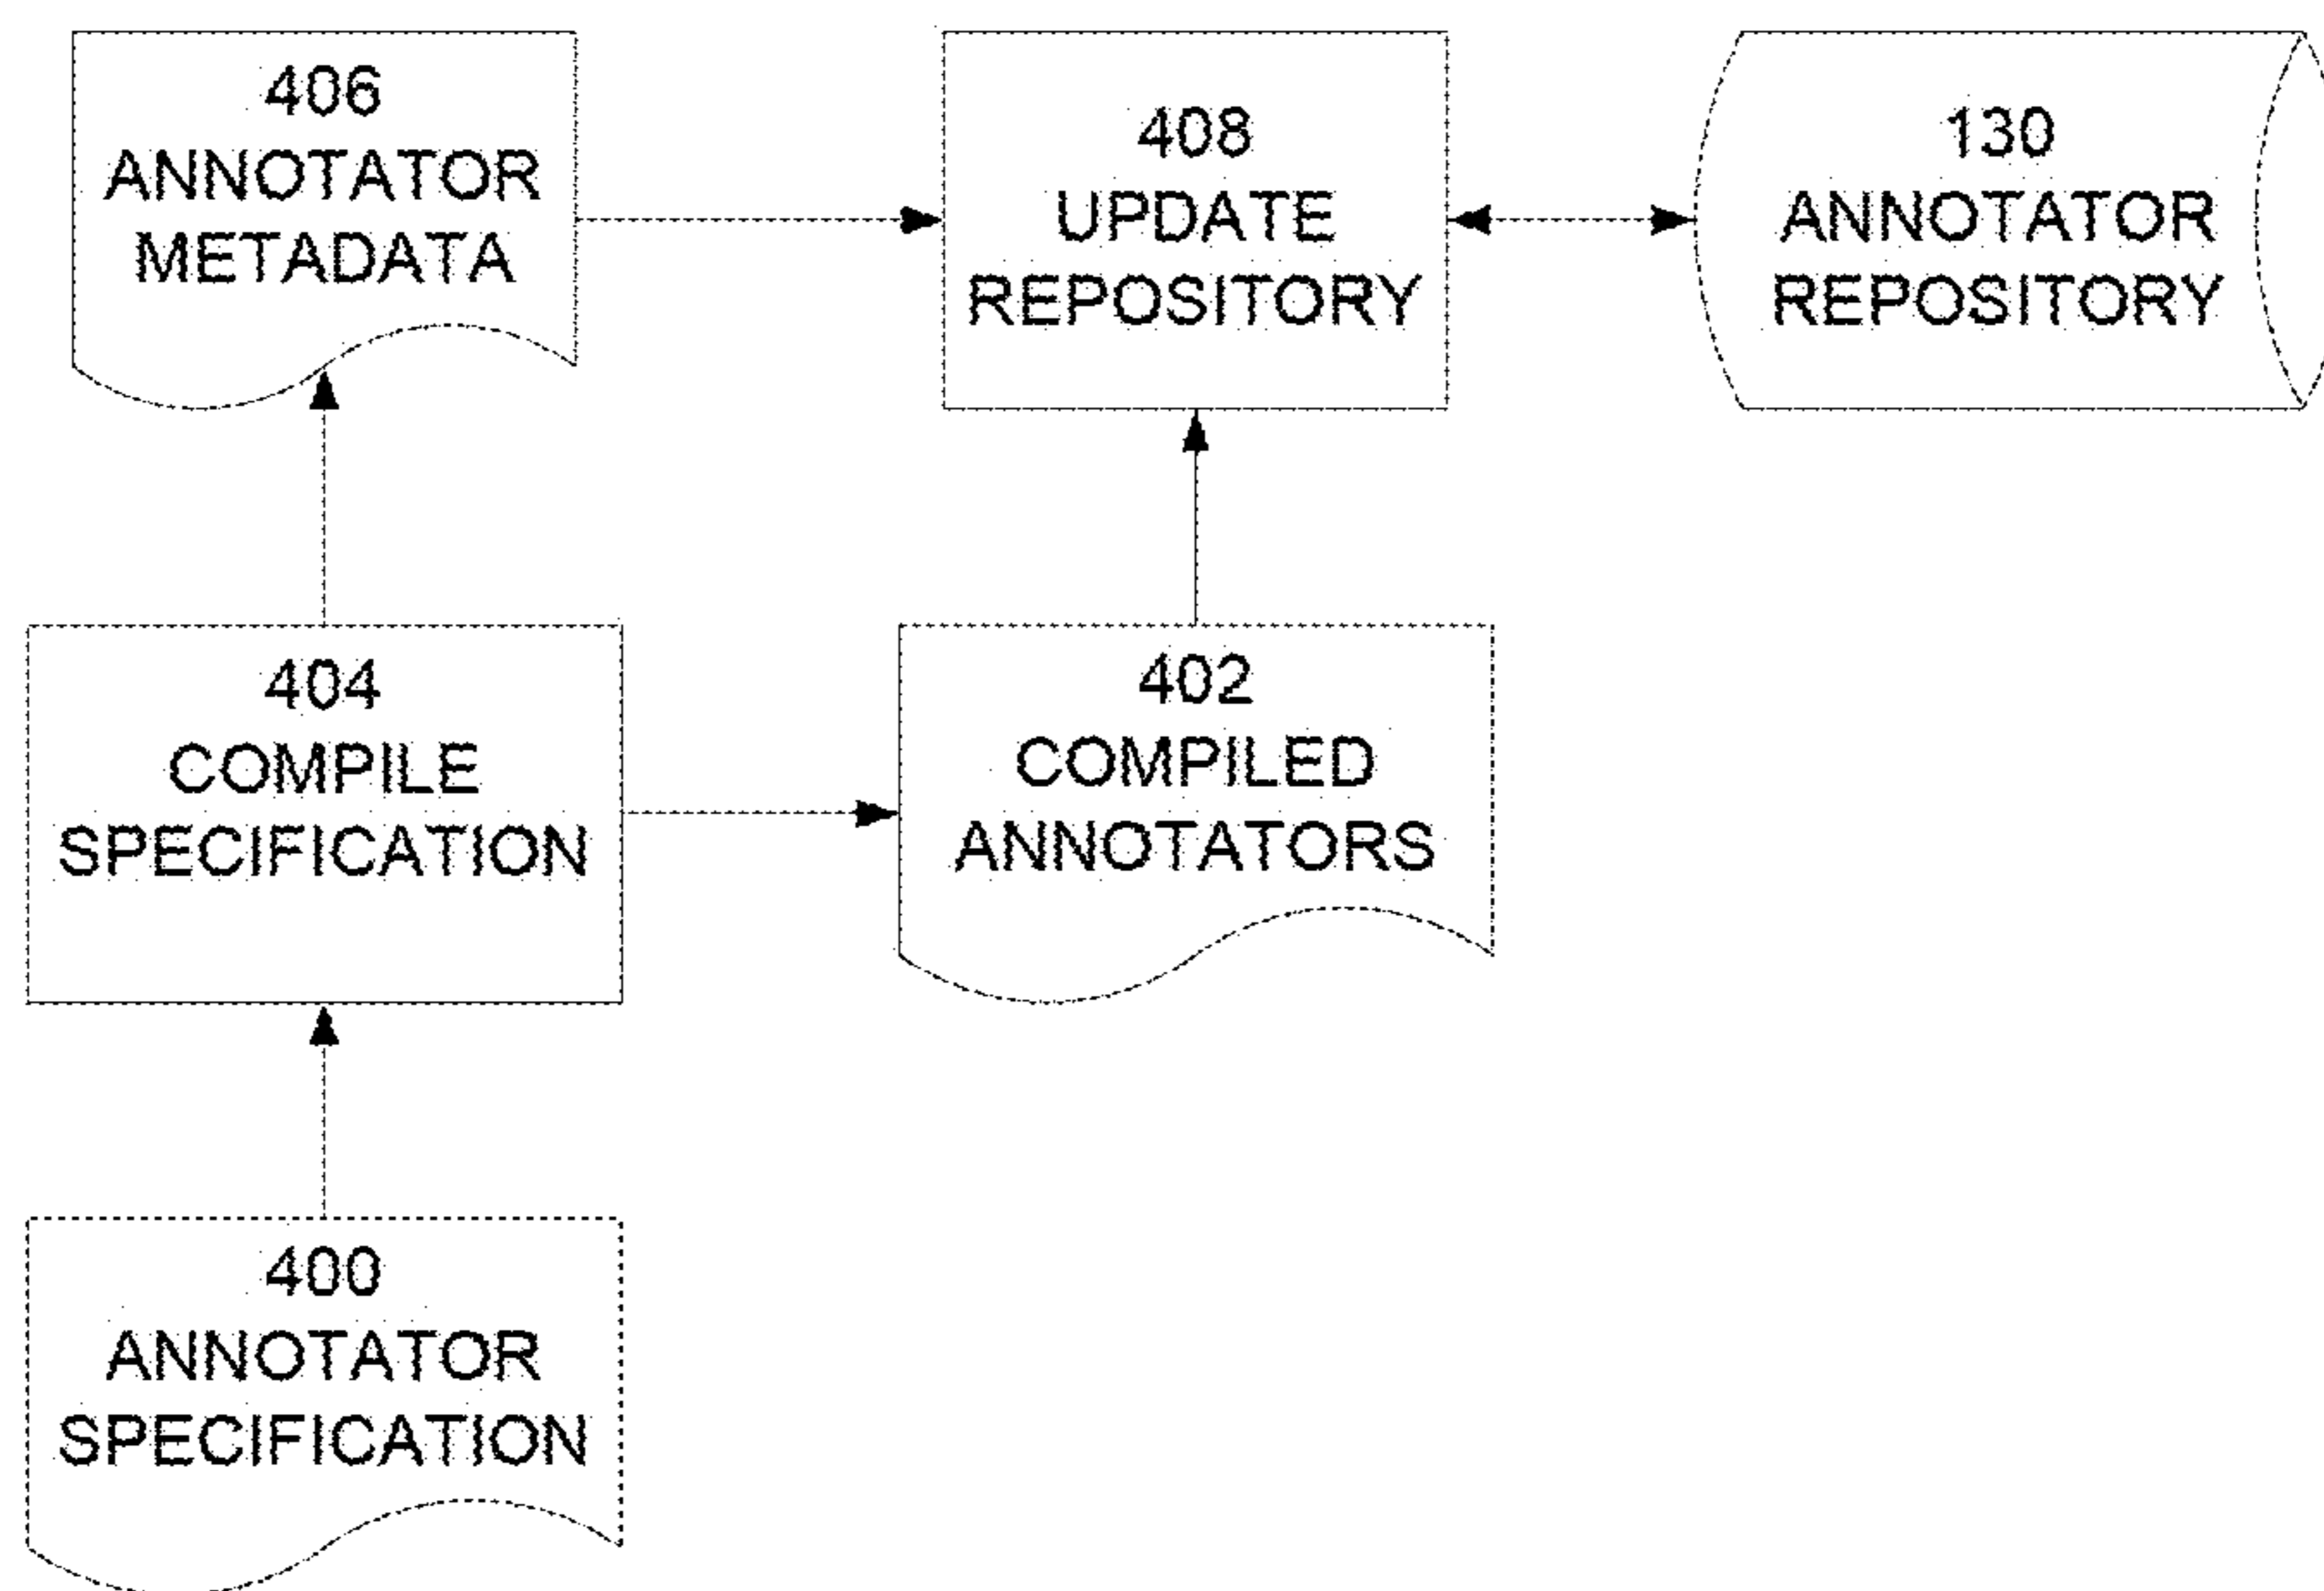 406
ANNOTATOR
METADATA
408
UPDATE
REPOSITORY
130
ANNOTATOR
REPOSITORY
404
COMPILE
SPECIFICATION
402
COMPILED
ANNOTATORS
400
ANNOTATOR
SPECIFICATION